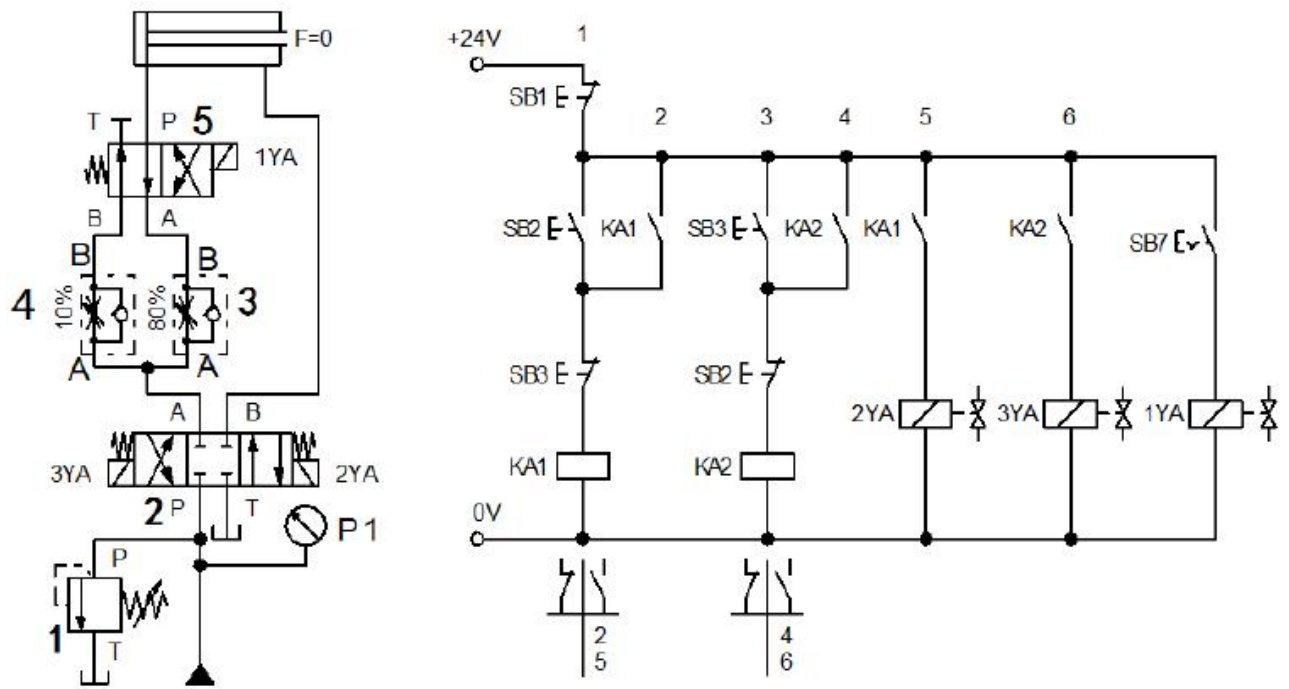 F=0
T P 5
1YA
B A
B B
4 10% 80% 3
A A
A B
3YA 2YA
2 P T
P1
P
1
T
+24V
1
SB1
2 3 4 5 6
SB2 KA1 SB3 KA2 KA1 KA2 SB7
SB3 SB2
2YA 3YA 1YA
KA1 KA2
0V
2 4
5 6